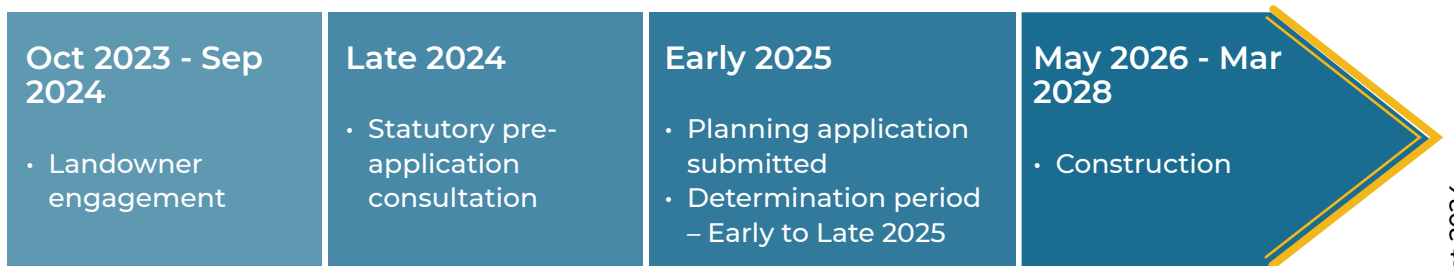 Oct 2023 - Sep
2024
• Landowner
engagement
Late 2024
• Statutory pre-
application
consultation
Early 2025
• Planning application
submitted
• Determination period
– Early to Late 2025
May 2026 - Mar
2028
• Construction